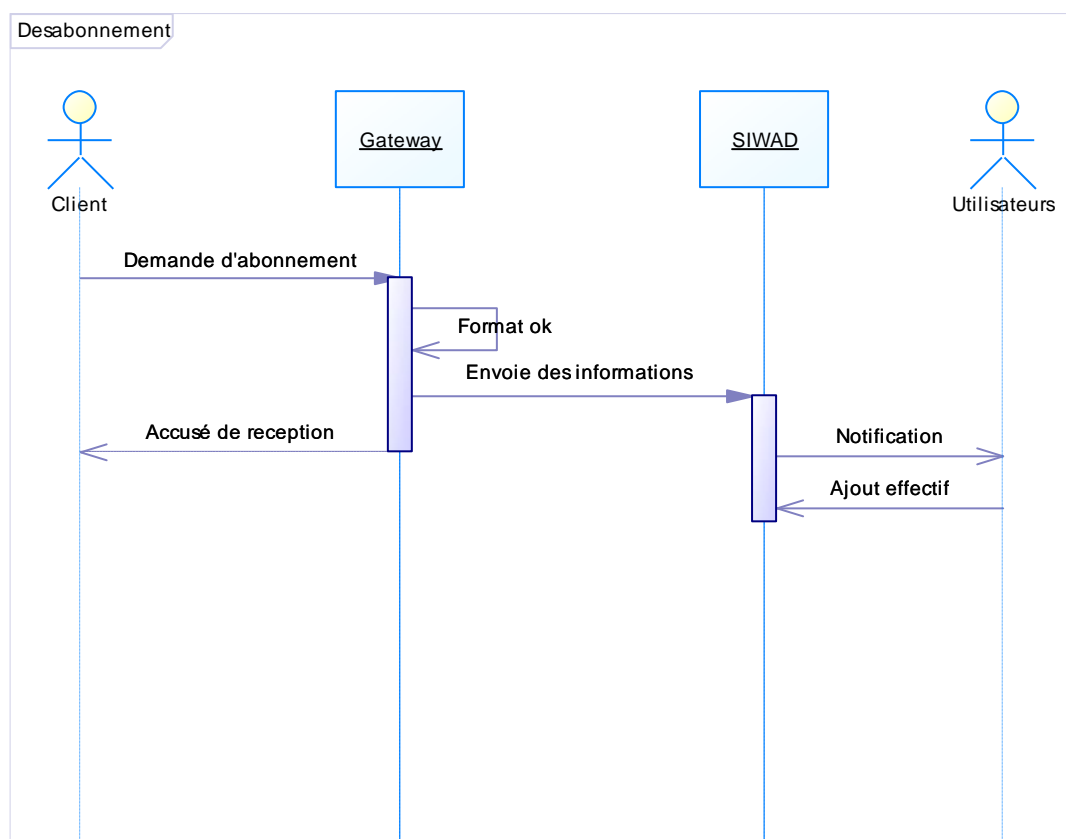 Desabonnement
Gateway
SIWAD
Client
Utilisateurs
Demande d'abonnement
Format ok
Envoie des informations
Accusé de reception
Notification
Ajout effectif